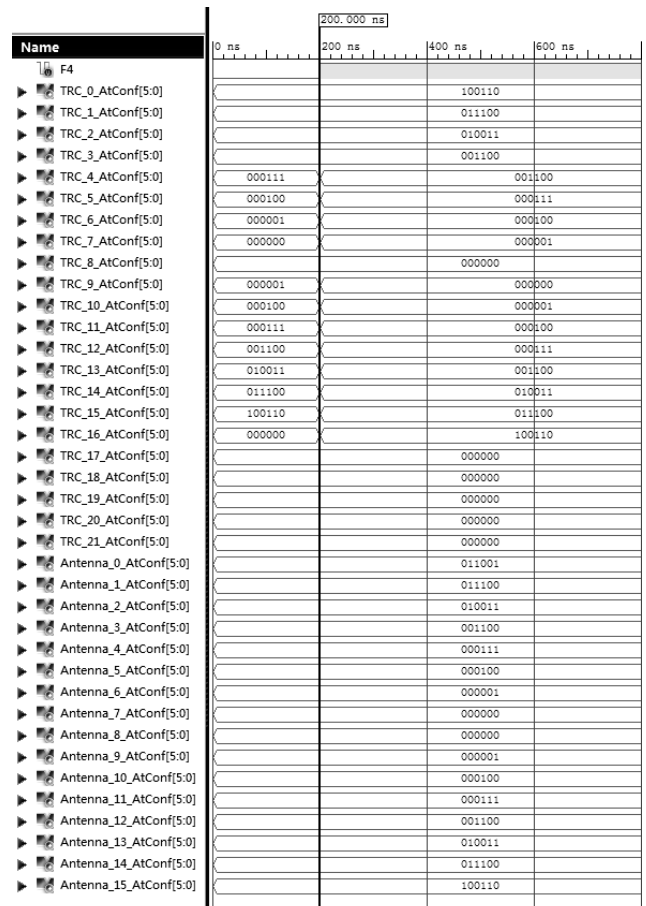 200.000 ns
Name 0 ns 200 ns 400 ns 600 ns
F4
TRC_0_AtConf[5:0] 100110
TRC_1_AtConf[5:0] 011100
TRC_2_AtConf[5:0] 010011
TRC_3_AtConf[5:0] 001100
TRC_4_AtConf[5:0] 000111 001100
TRC_5_AtConf[5:0] 000100 000111
TRC_6_AtConf[5:0] 000001 000100
TRC_7_AtConf[5:0] 000000 000001
TRC_8_AtConf[5:0] 000000
TRC_9_AtConf[5:0] 000001 000000
TRC_10_AtConf[5:0] 000100 000001
TRC_11_AtConf[5:0] 000111 000100
TRC_12_AtConf[5:0] 001100 000111
TRC_13_AtConf[5:0] 010011 001100
TRC_14_AtConf[5:0] 011100 010011
TRC_15_AtConf[5:0] 100110 011100
TRC_16_AtConf[5:0] 000000 100110
TRC_17_AtConf[5:0] 000000
TRC_18_AtConf[5:0] 000000
TRC_19_AtConf[5:0] 000000
TRC_20_AtConf[5:0] 000000
TRC_21_AtConf[5:0] 000000
Antenna_0_AtConf[5:0] 011001
Antenna_1_AtConf[5:0] 011100
Antenna_2_AtConf[5:0] 010011
Antenna_3_AtConf[5:0] 001100
Antenna_4_AtConf[5:0] 000111
Antenna_5_AtConf[5:0] 000100
Antenna_6_AtConf[5:0] 000001
Antenna_7_AtConf[5:0] 000000
Antenna_8_AtConf[5:0] 000000
Antenna_9_AtConf[5:0] 000001
Antenna_10_AtConf[5:0] 000100
Antenna_11_AtConf[5:0] 000111
Antenna_12_AtConf[5:0] 001100
Antenna_13_AtConf[5:0] 010011
Antenna_14_AtConf[5:0] 011100
Antenna_15_AtConf[5:0] 100110